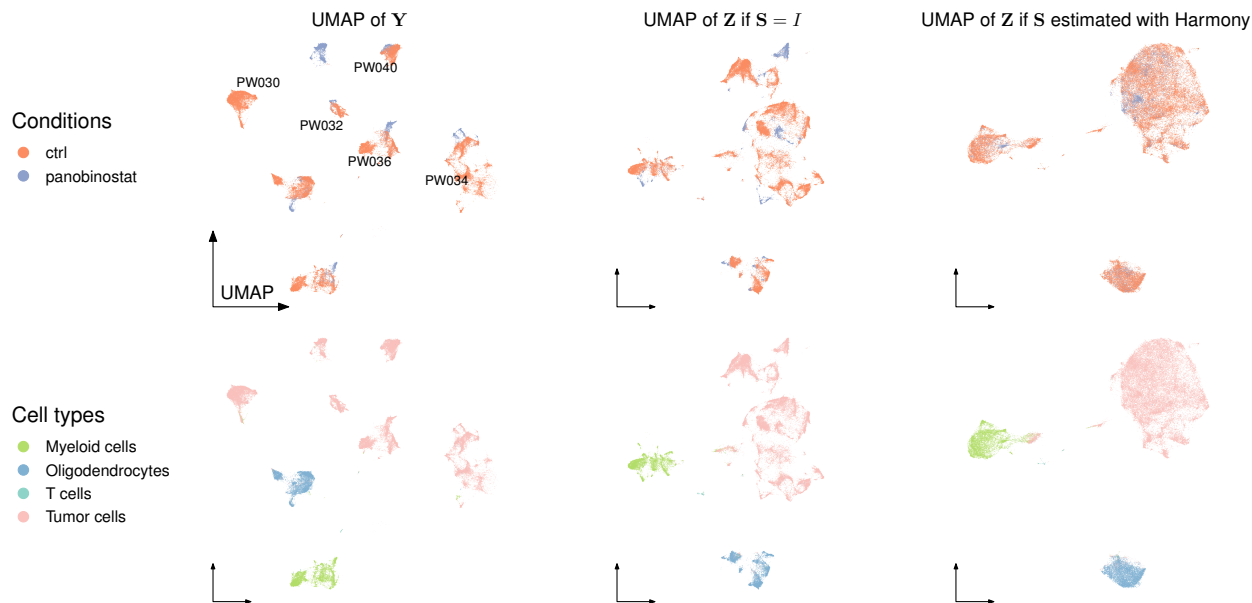 UMAP of Y
UMAP of Z if S = I
UMAP of Z if S estimated with Harmony
PW040
PW030
PW032
PW036
PW034
Conditions
ctrl
panobinostat
UMAP
Cell types
Myeloid cells
Oligodendrocytes
T cells
Tumor cells